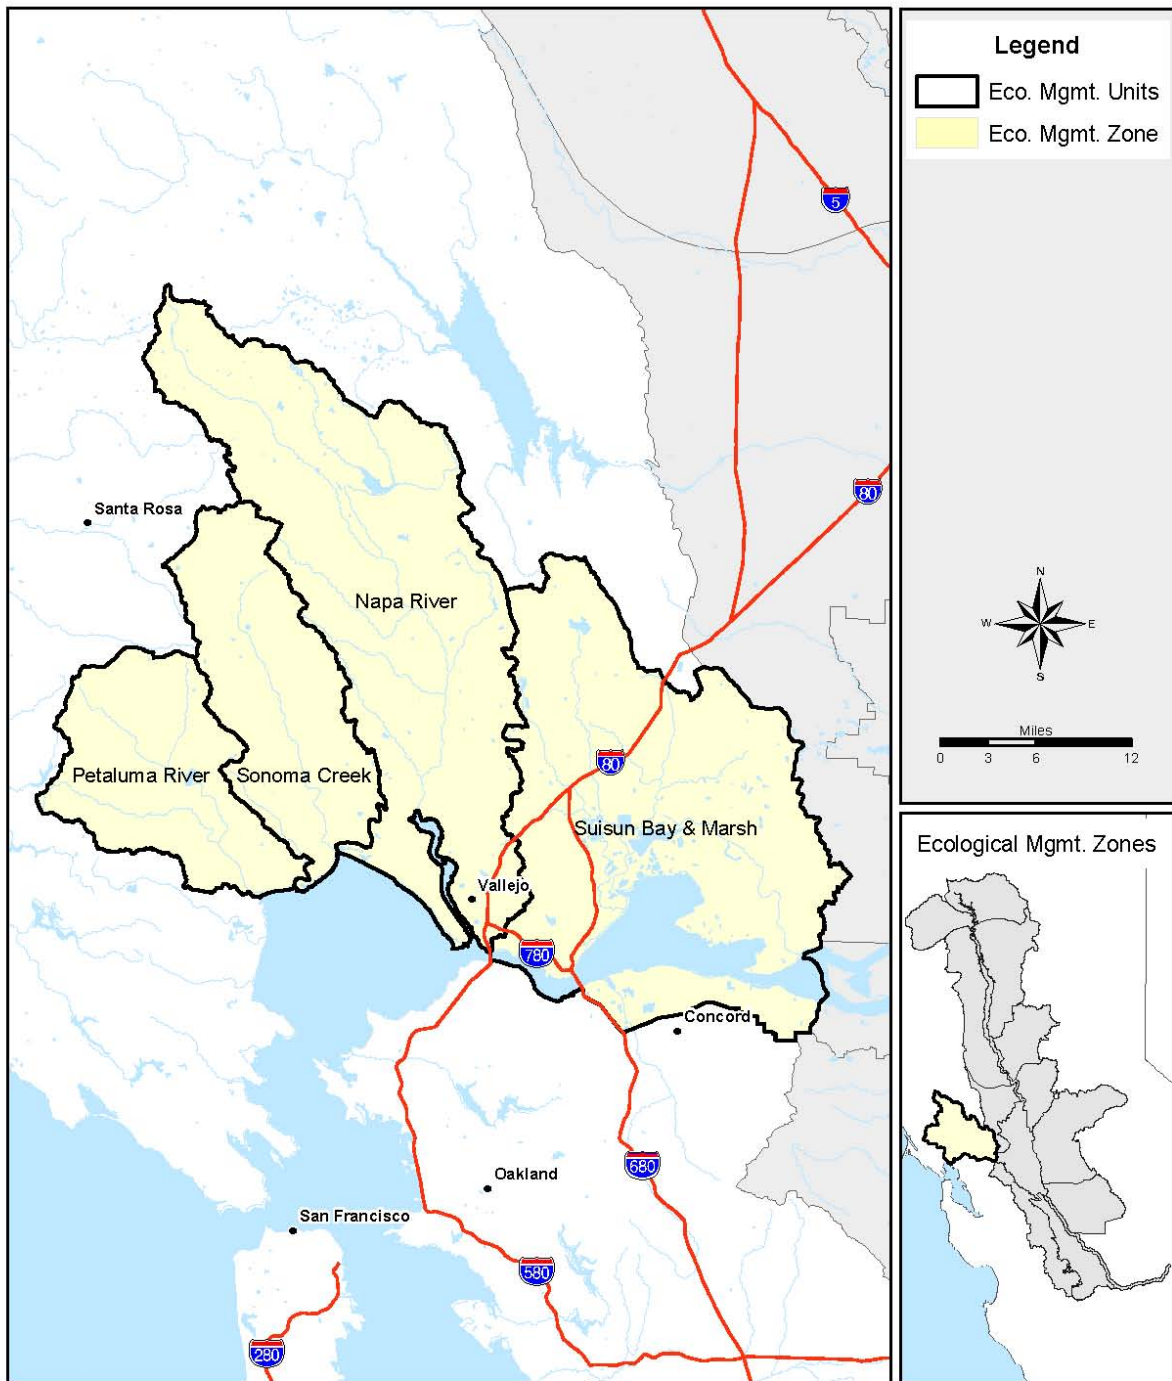 Legend
Eco. Mgmt. Units
Eco. Mgmt. Zone
5
80
Santa Rosa
Napa River
N
W
E
S
Miles
0 3 6 12
Petaluma River
Sonoma Creek
80
Suisun Bay & Marsh
Vallejo
780
Concord
Ecological Mgmt. Zones
680
Oakland
San Francisco
580
280